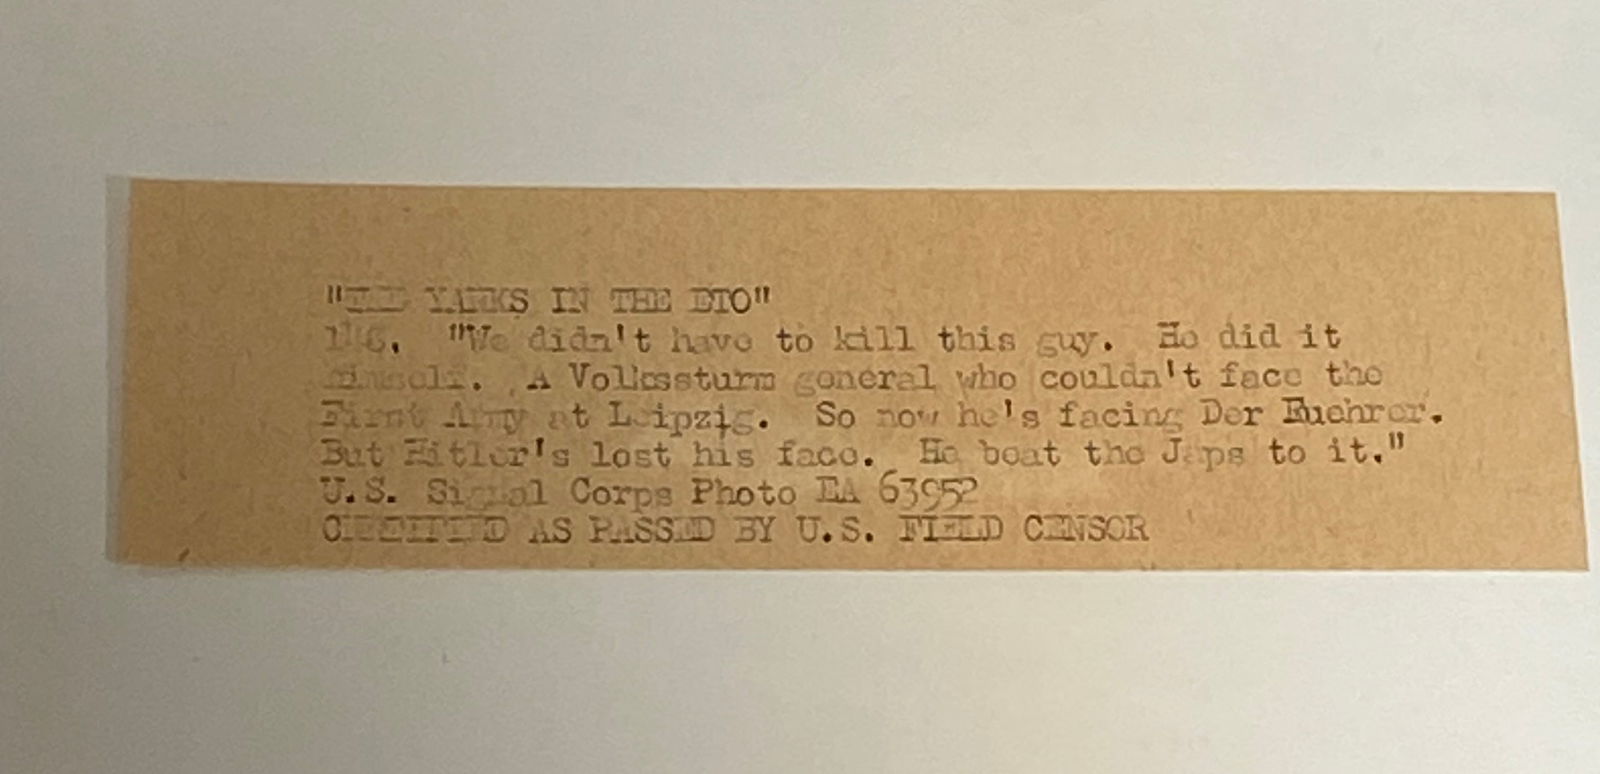 "THE YANKS IN THE ETO"
116. "We didn't have to kill this guy. He did it
himself. A Volkssturm general who couldn't face the
First Army at Leipzig. So now he's facing Der Fuehrer.
But Hitler's lost his face. He beat the Japs to it."
U.S. Signal Corps Photo EA 63952
CERTIFIED AS PASSED BY U.S. FIELD CENSOR